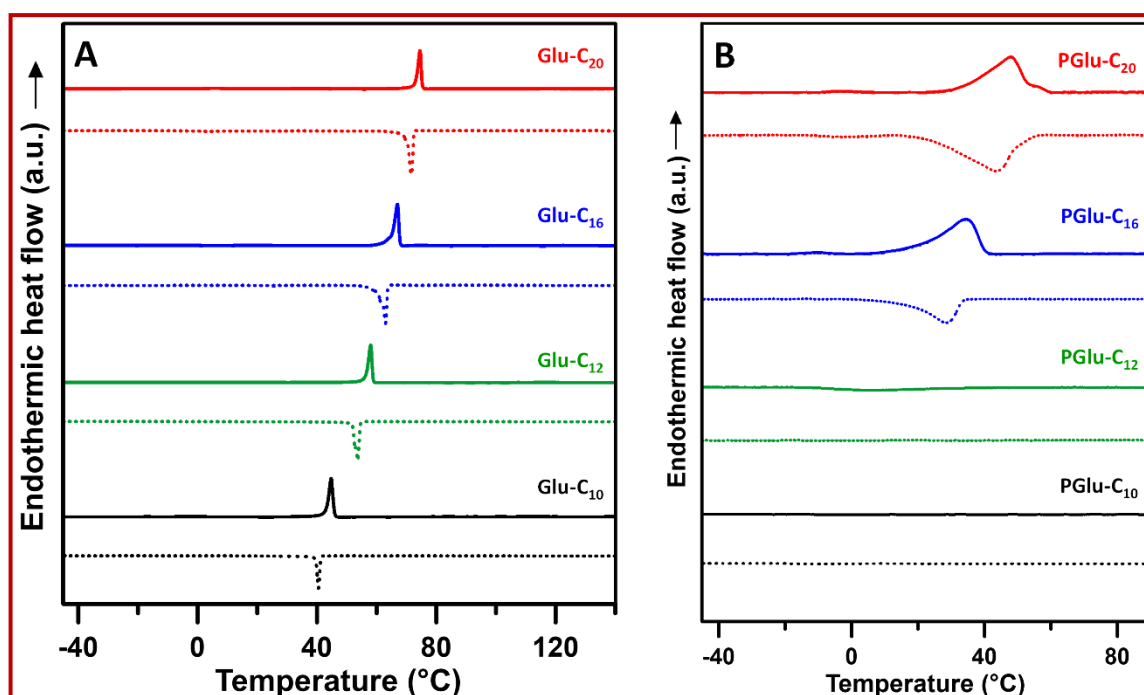 A
Glu-C₂₀
Glu-C₁₆
Glu-C₁₂
Glu-C₁₀
Endothermic heat flow (a.u.)
-40 0 40 80 120
Temperature (°C)
B
PGlu-C₂₀
PGlu-C₁₆
PGlu-C₁₂
PGlu-C₁₀
Endothermic heat flow (a.u.)
-40 0 40 80
Temperature (°C)